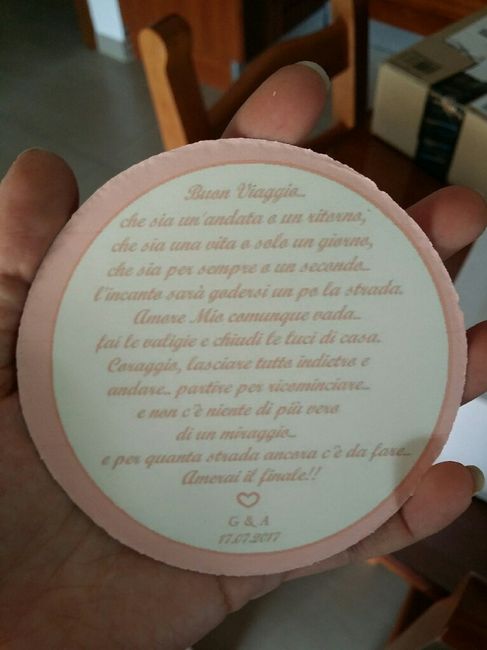 Buon Viaggio...
che sia un'andata o un ritorno,
che sia una vita o solo un giorno,
che sia per sempre o un secondo...
l'incanto sarà godersi un po la strada.
Amore Mio comunque vada...
fai le valigie e chiudi le luci di casa.
Coraggio, lasciare tutto indietro e
andare.. partire per ricominciare...
e non c'è niente di più vero
di un miraggio...
e per quanta strada ancora c'è da fare...
Amerai il finale!!
G & A
17.07.2017